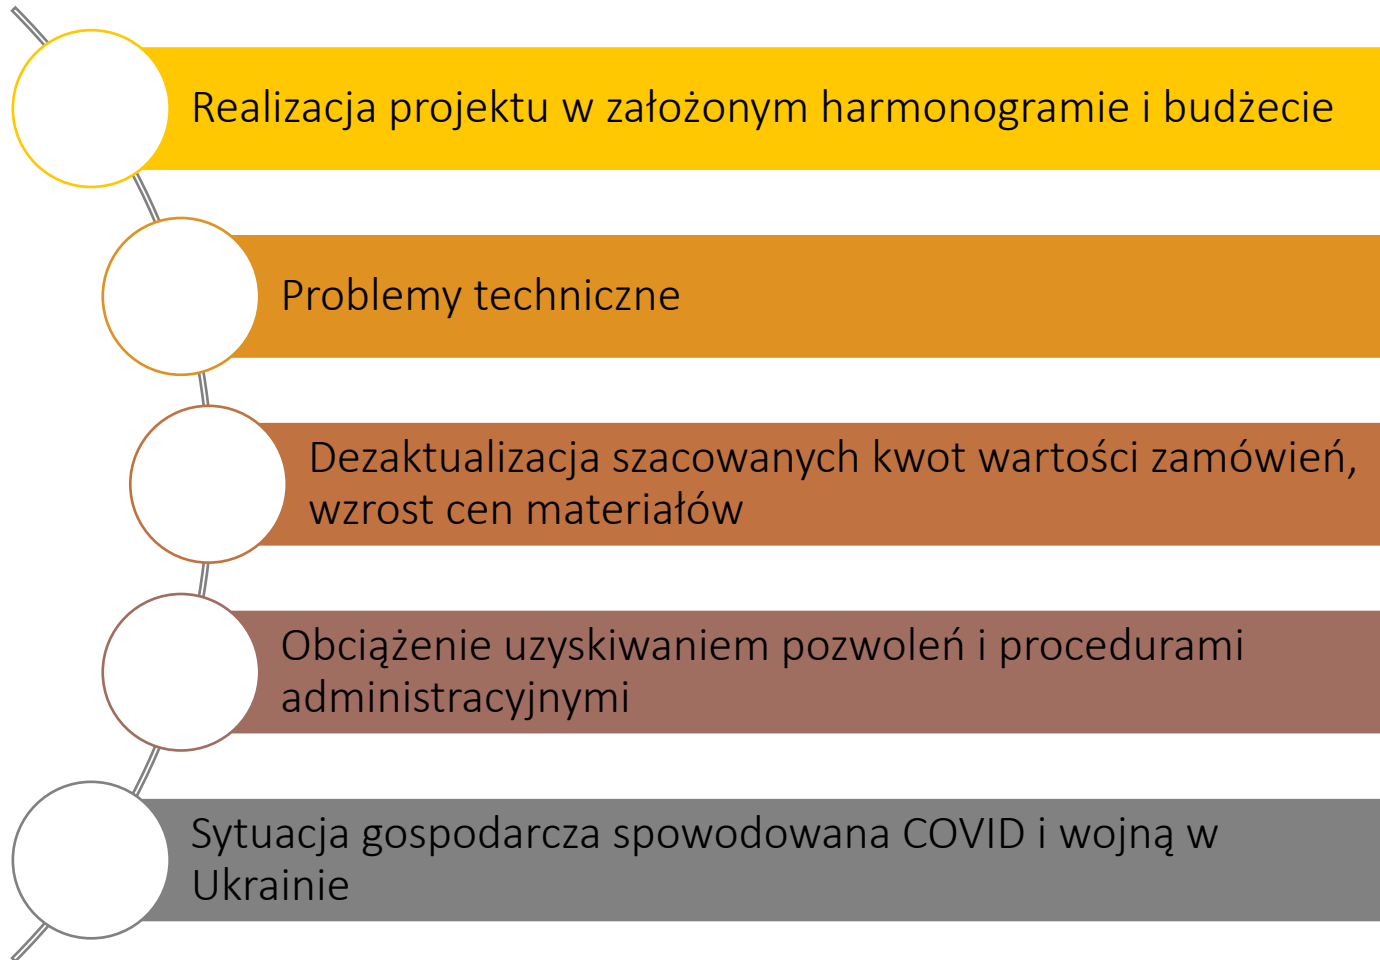 Realizacja projektu w założonym harmonogramie i budżecie
Problemy techniczne
Dezaktualizacja szacowanych kwot wartości zamówień,
wzrost cen materiałów
Obciążenie uzyskiwaniem pozwoleń i procedurami
administracyjnymi
Sytuacja gospodarcza spowodowana COVID i wojną w
Ukrainie